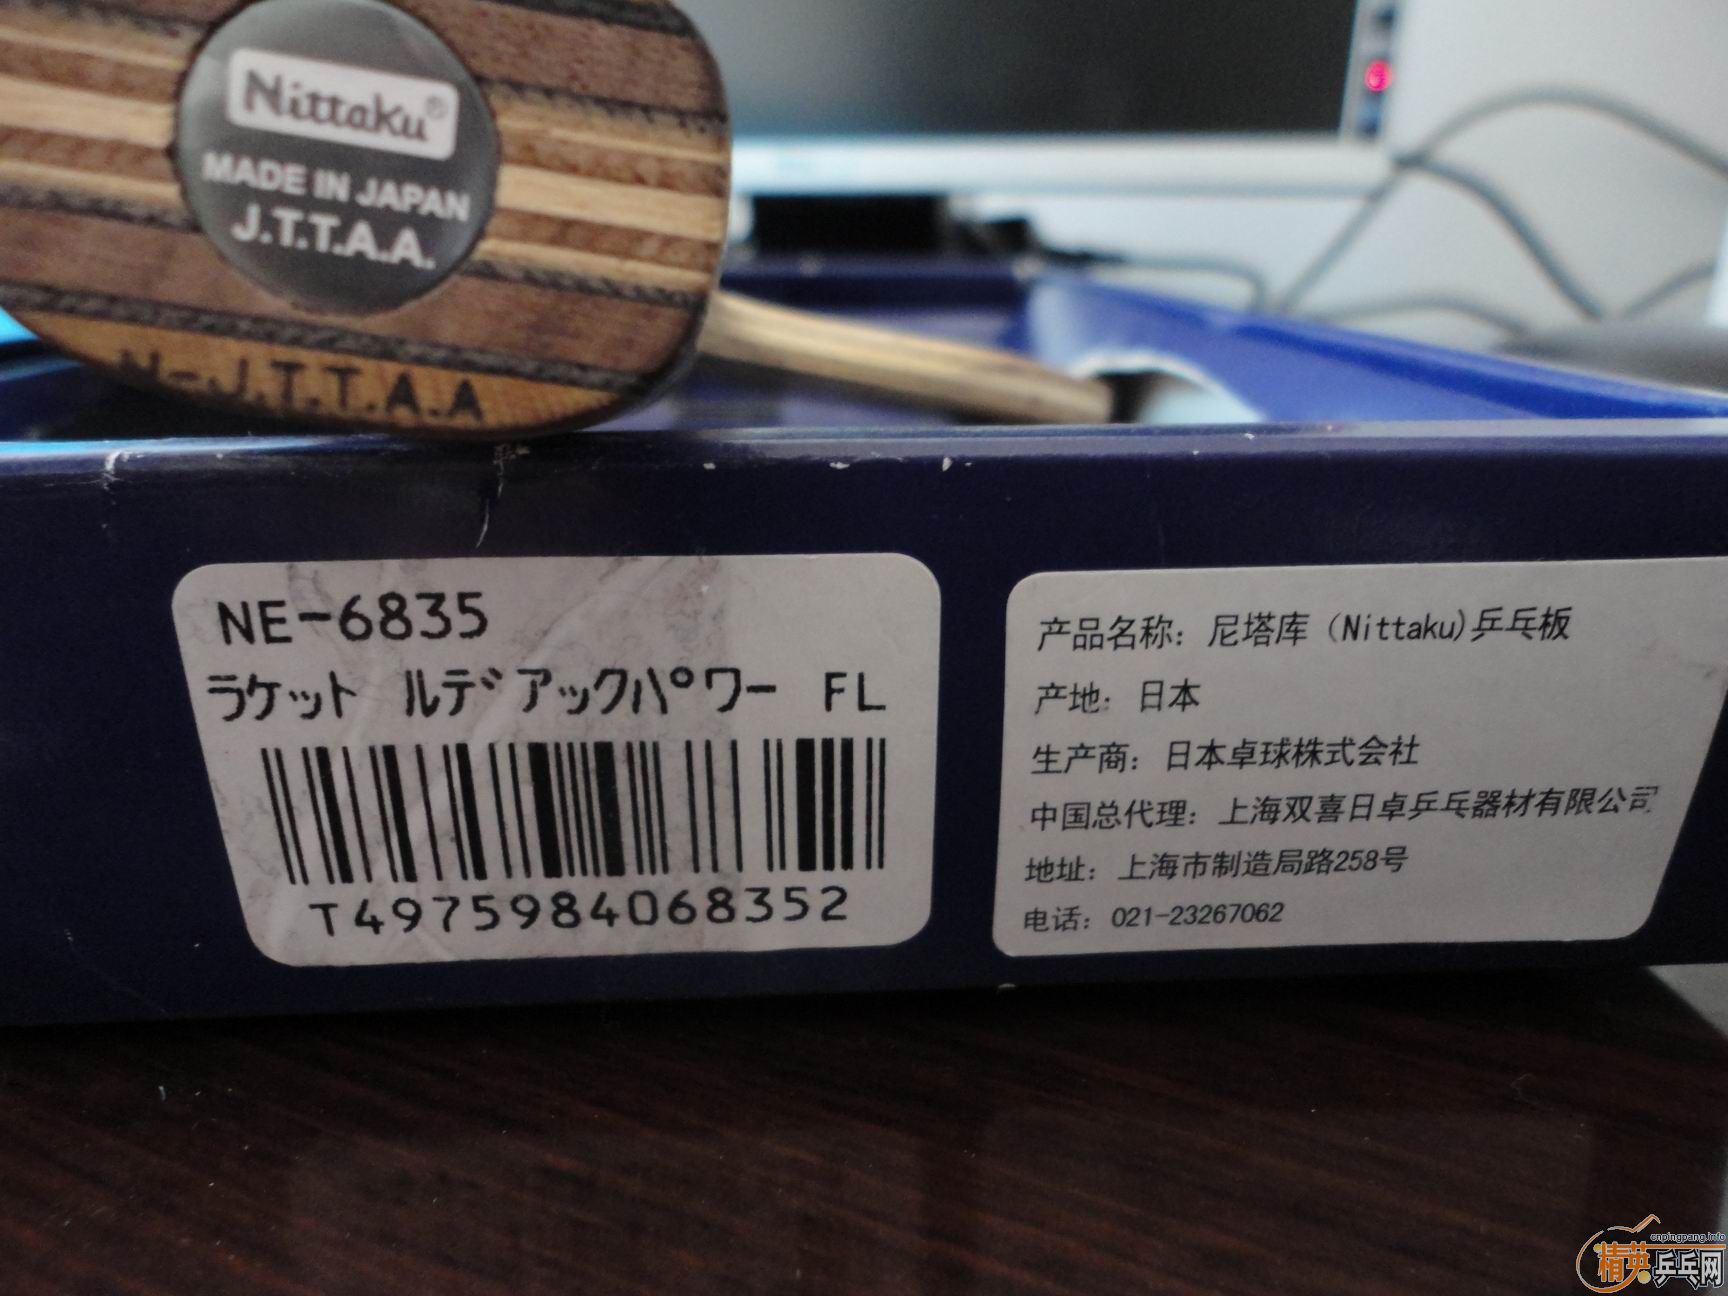 Nittaku®
MADE IN JAPAN
J.T.T.A.A.
N-J.T.T.A.A
NE-6835
ラケット ルデアックパワー FL
T4975984068352
产品名称：尼塔库（Nittaku)乒乓板
产地：日本
生产商：日本卓球株式会社
中国总代理：上海双喜日卓乒乓器材有限公司
地址：上海市制造局路258号
电话：021-23267062
cnpingpang.info
精英乒乓网